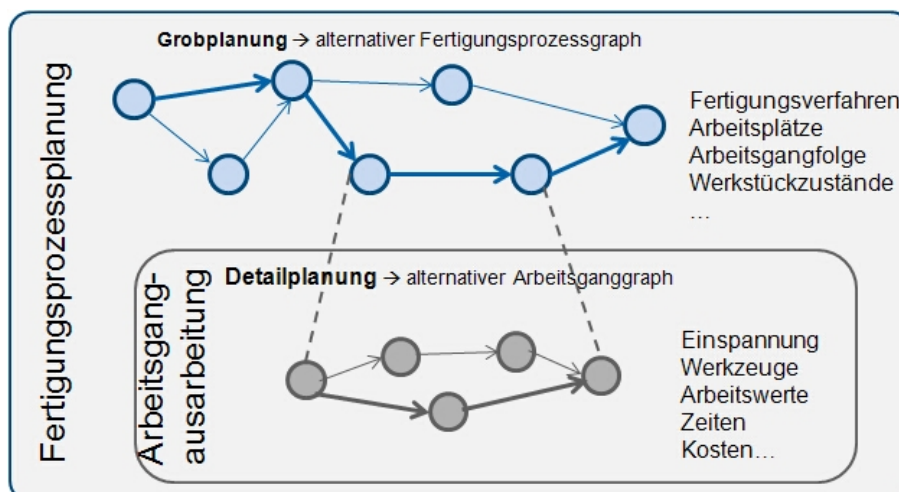 Fertigungsprozessplanung
Grobplanung → alternativer Fertigungsprozessgraph
Fertigungsverfahren
Arbeitsplätze
Arbeitsgangfolge
Werkstückzustände
…
Arbeitsgang-
ausarbeitung
Detailplanung → alternativer Arbeitsganggraph
Einspannung
Werkzeuge
Arbeitswerte
Zeiten
Kosten…